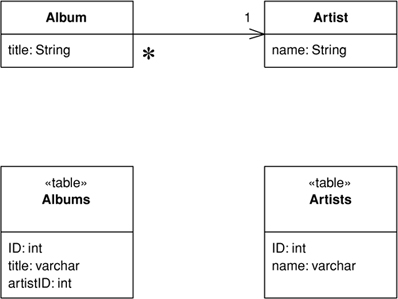 Album
1
Artist
title: String
*
name: String
«table»
Albums
«table»
Artists
ID: int
title: varchar
artistID: int
ID: int
name: varchar